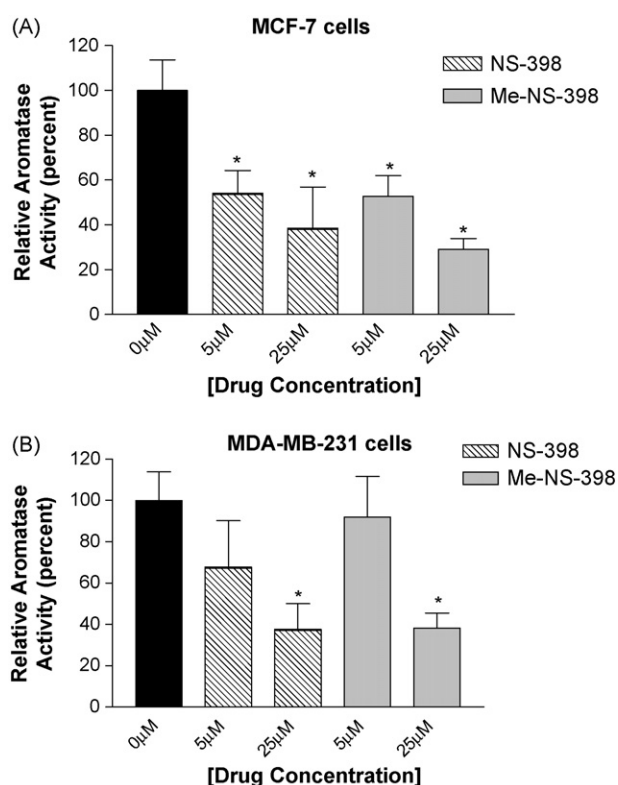 (A)
MCF-7 cells
NS-398
Me-NS-398
Relative Aromatase
Activity (percent)
120
100
80
60
40
20
0
*
*
*
*
0µM
5µM
25µM
5µM
25µM
[Drug Concentration]
(B)
MDA-MB-231 cells
NS-398
Me-NS-398
Relative Aromatase
Activity (percent)
120
100
80
60
40
20
0
*
*
0µM
5µM
25µM
5µM
25µM
[Drug Concentration]